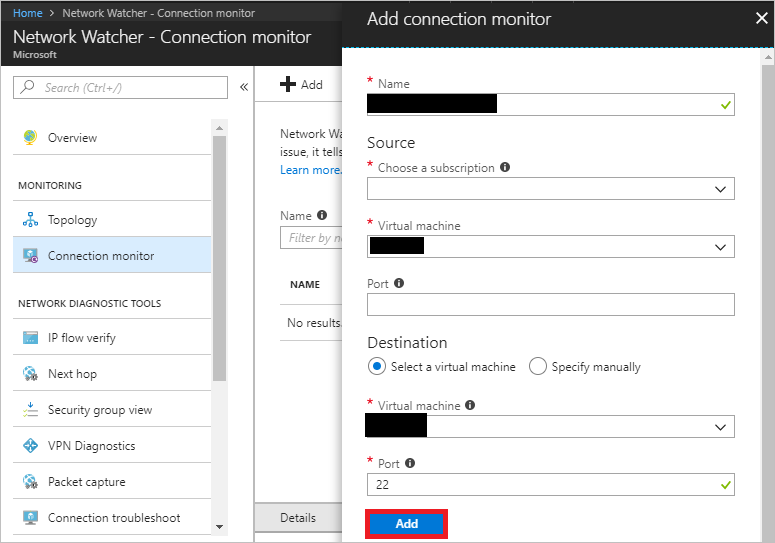 Home > Network Watcher - Connection monitor
Network Watcher - Connection monitor
Microsoft
Search (Ctrl+/)
«
Overview
MONITORING
Topology
Connection monitor
NETWORK DIAGNOSTIC TOOLS
IP flow verify
Next hop
Security group view
VPN Diagnostics
Packet capture
Connection troubleshoot
Add
Network Wa
issue, it tells
Learn more.
Name
Filter by n
NAME
No results.
Details
Add connection monitor
* Name
Source
* Choose a subscription
* Virtual machine
Port
Destination
Select a virtual machine
Specify manually
* Virtual machine
* Port
22
Add